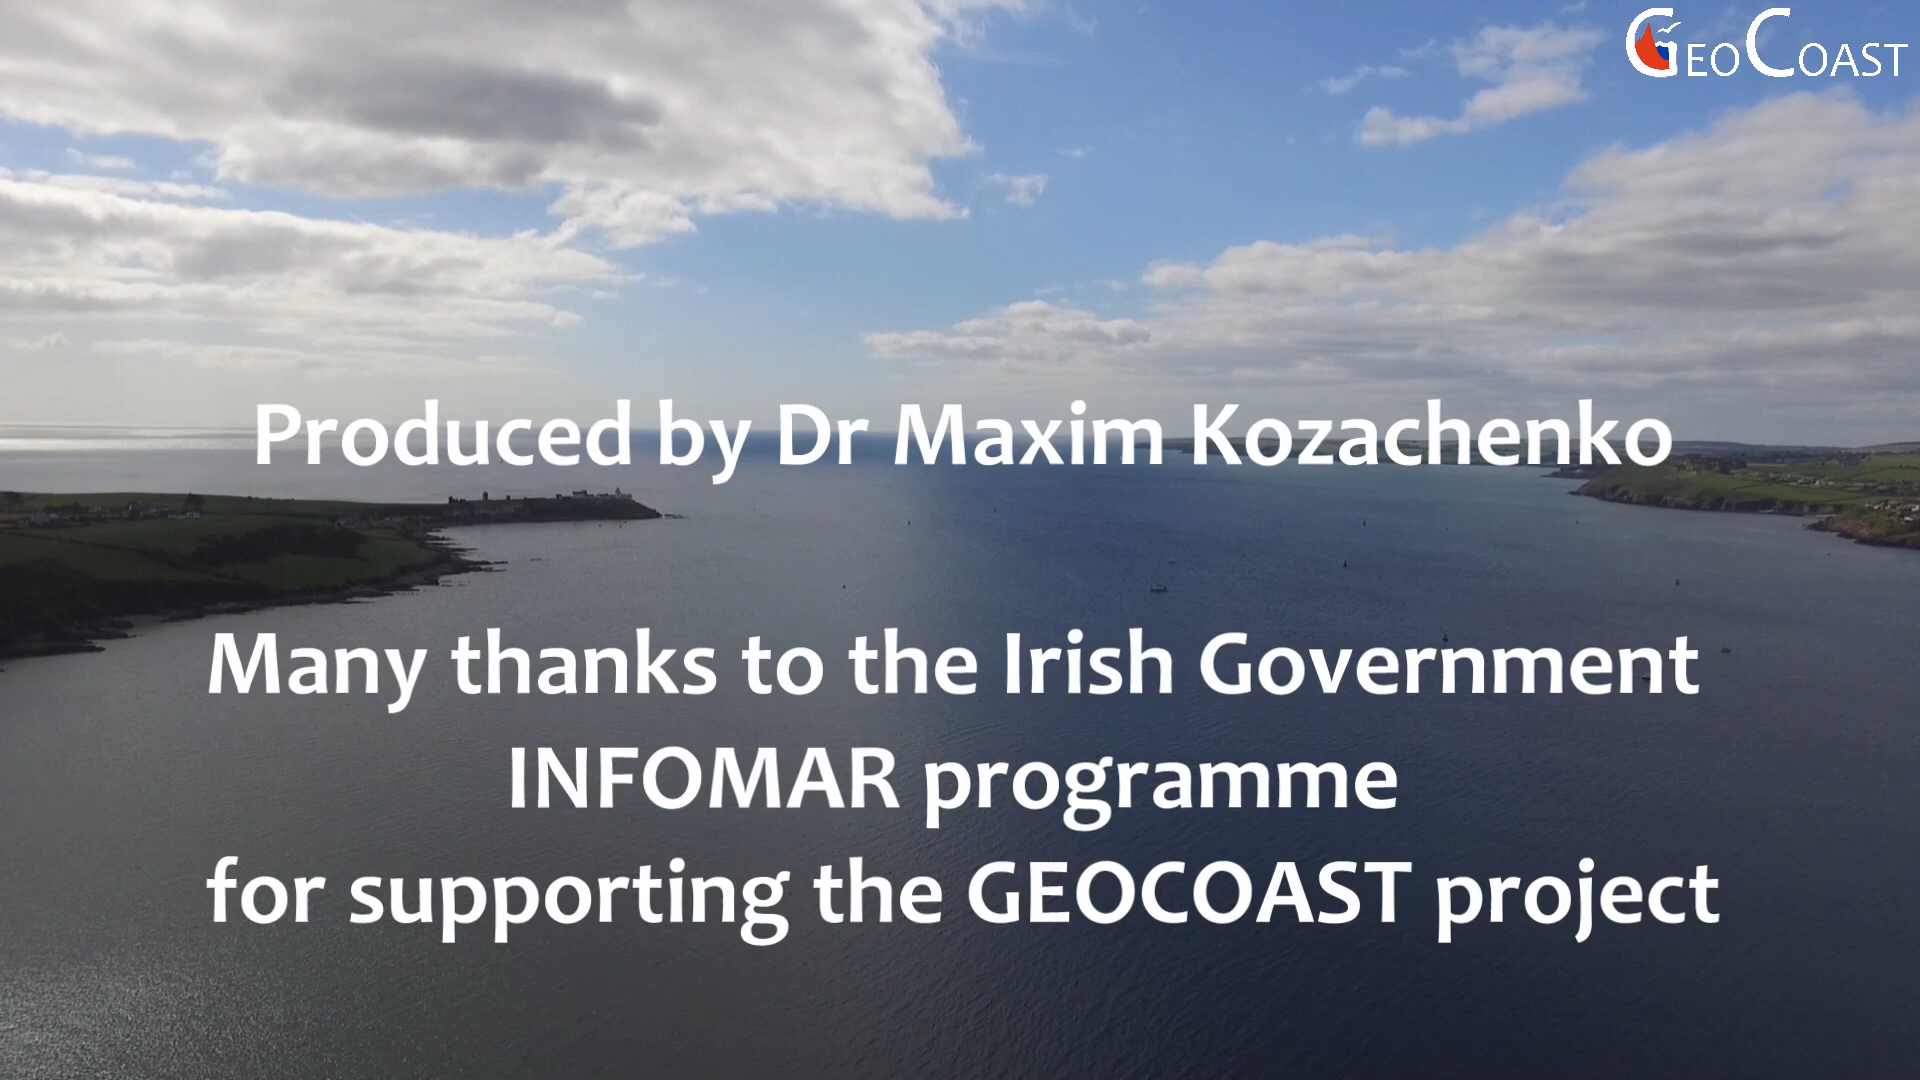 GEOCOAST
Produced by Dr Maxim Kozachenko
Many thanks to the Irish Government
INFOMAR programme
for supporting the GEOCOAST project